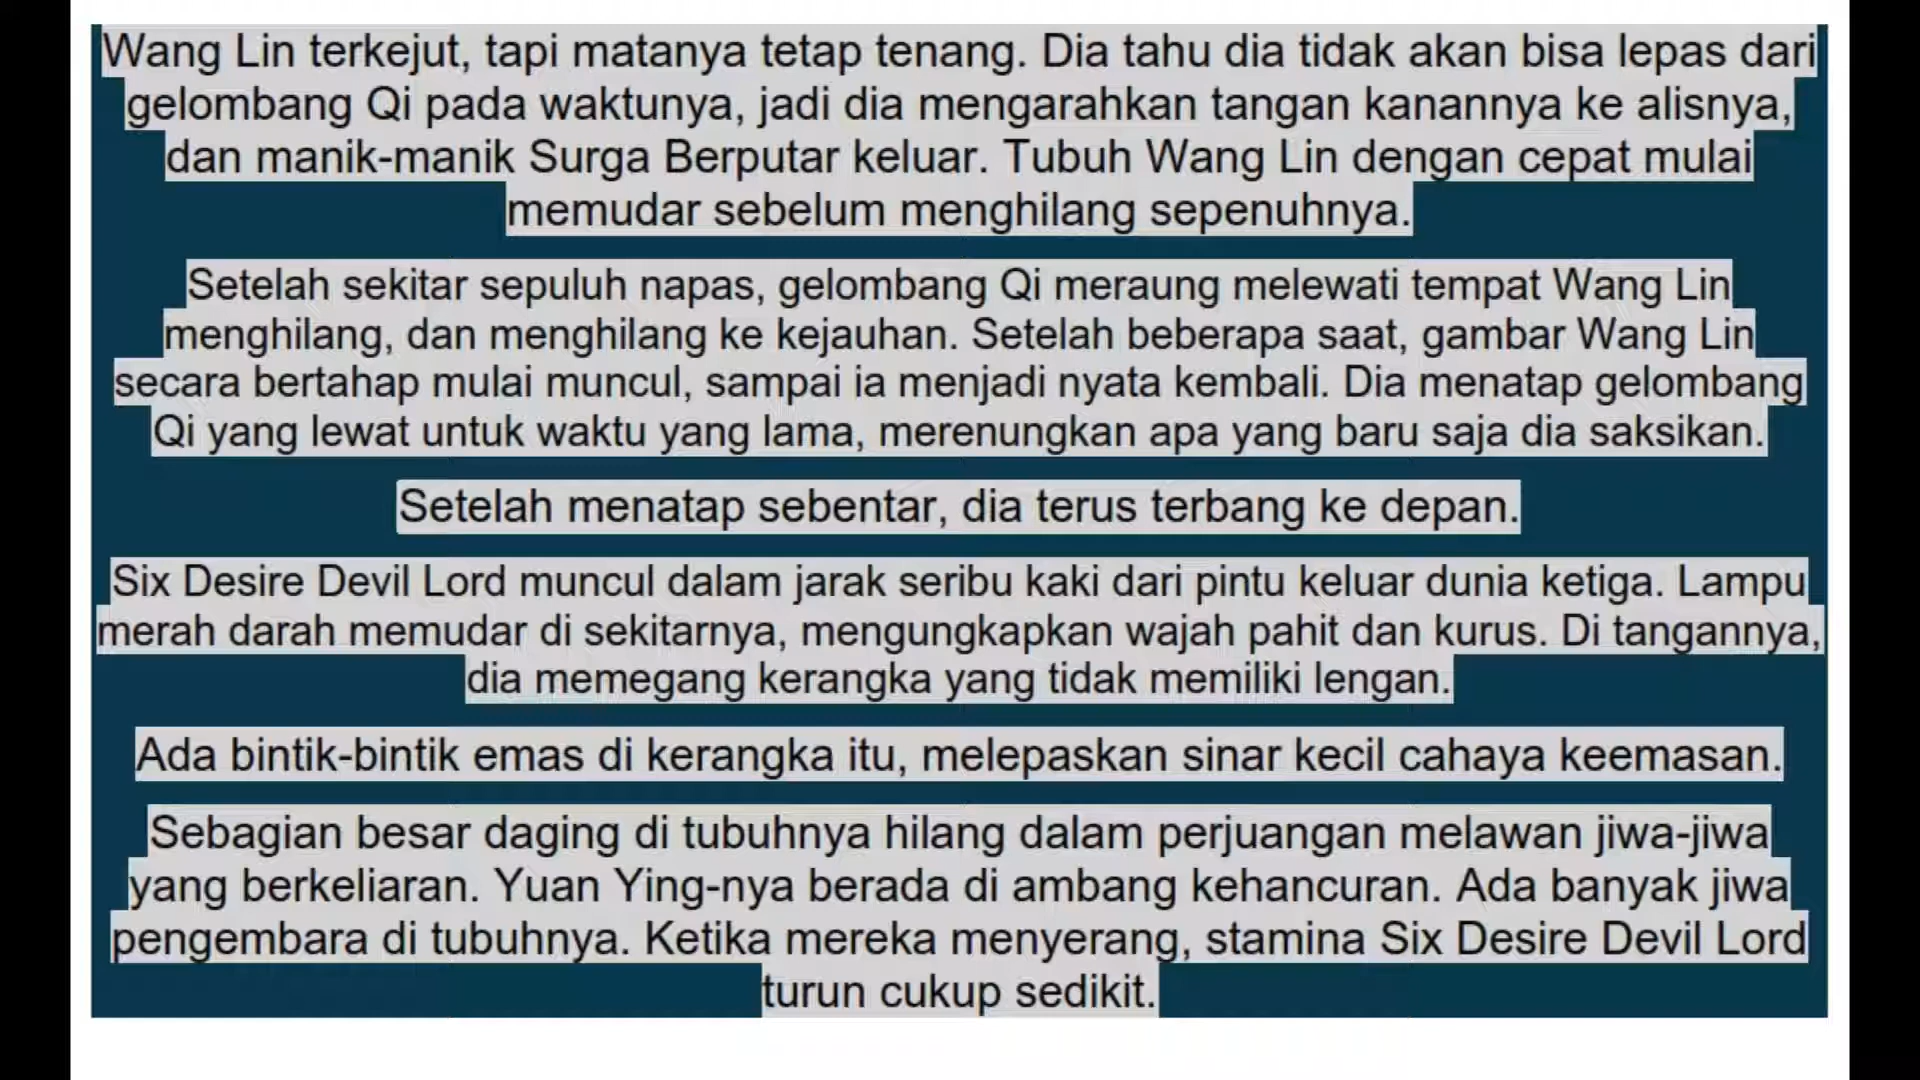 Wang Lin terkejut, tapi matanya tetap tenang. Dia tahu dia tidak akan bisa lepas dari
gelombang Qi pada waktunya, jadi dia mengarahkan tangan kanannya ke alisnya,
dan manik-manik Surga Berputar keluar. Tubuh Wang Lin dengan cepat mulai
memudar sebelum menghilang sepenuhnya.
Setelah sekitar sepuluh napas, gelombang Qi meraung melewati tempat Wang Lin
menghilang, dan menghilang ke kejauhan. Setelah beberapa saat, gambar Wang Lin
secara bertahap mulai muncul, sampai ia menjadi nyata kembali. Dia menatap gelombang
Qi yang lewat untuk waktu yang lama, merenungkan apa yang baru saja dia saksikan.
Setelah menatap sebentar, dia terus terbang ke depan.
Six Desire Devil Lord muncul dalam jarak seribu kaki dari pintu keluar dunia ketiga. Lampu
merah darah memudar di sekitarnya, mengungkapkan wajah pahit dan kurus. Di tangannya,
dia memegang kerangka yang tidak memiliki lengan.
Ada bintik-bintik emas di kerangka itu, melepaskan sinar kecil cahaya keemasan.
Sebagian besar daging di tubuhnya hilang dalam perjuangan melawan jiwa-jiwa
yang berkeliaran. Yuan Ying-nya berada di ambang kehancuran. Ada banyak jiwa
pengembara di tubuhnya. Ketika mereka menyerang, stamina Six Desire Devil Lord
turun cukup sedikit.